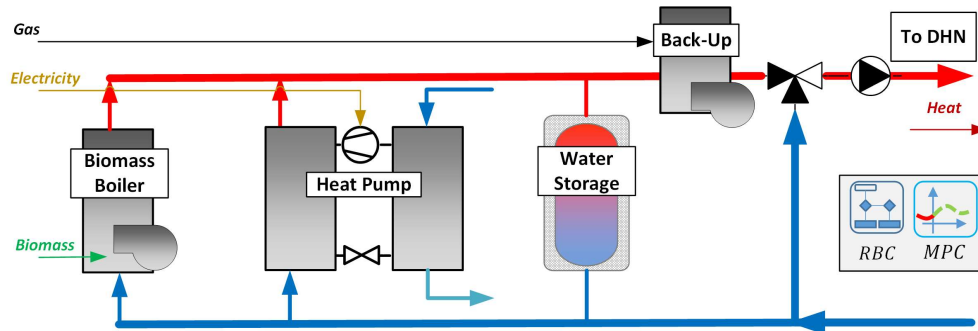 Gas
Back-Up
To DHN
Electricity
Heat
Biomass
Boiler
Heat Pump
Water
Storage
Biomass
RBC
MPC